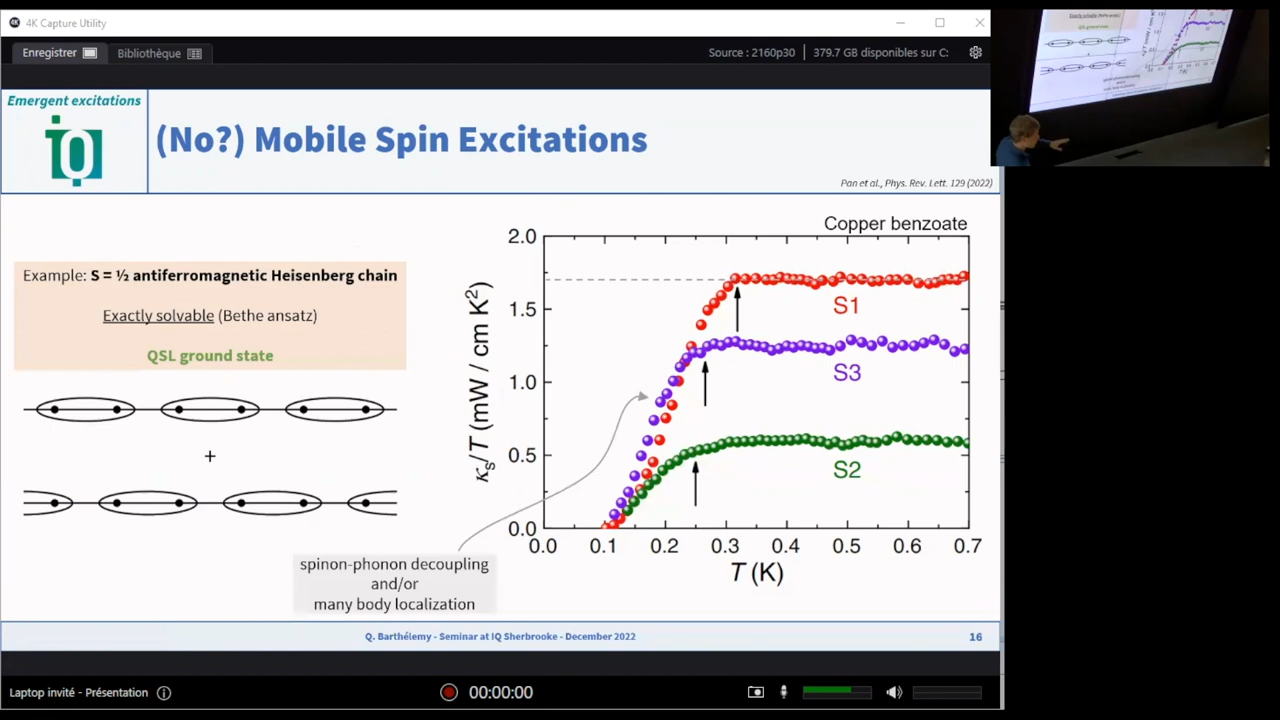 4K Capture Utility
Enregistrer
Bibliothèque
Source : 2160p30
379.7 GB disponibles sur C:
Emergent excitations
iQ
(No?) Mobile Spin Excitations
Pan et al., Phys. Rev. Lett. 129 (2022)
Example: S = ½ antiferromagnetic Heisenberg chain
Exactly solvable (Bethe ansatz)
QSL ground state
+
spinon-phonon decoupling
and/or
many body localization
Copper benzoate
κs/T (mW / cm K²)
2.0
1.5
1.0
0.5
0.0
S1
S3
S2
0.0 0.1 0.2 0.3 0.4 0.5 0.6 0.7
T (K)
Q. Barthélemy - Seminar at IQ Sherbrooke - December 2022
16
Laptop invité - Présentation
00:00:00